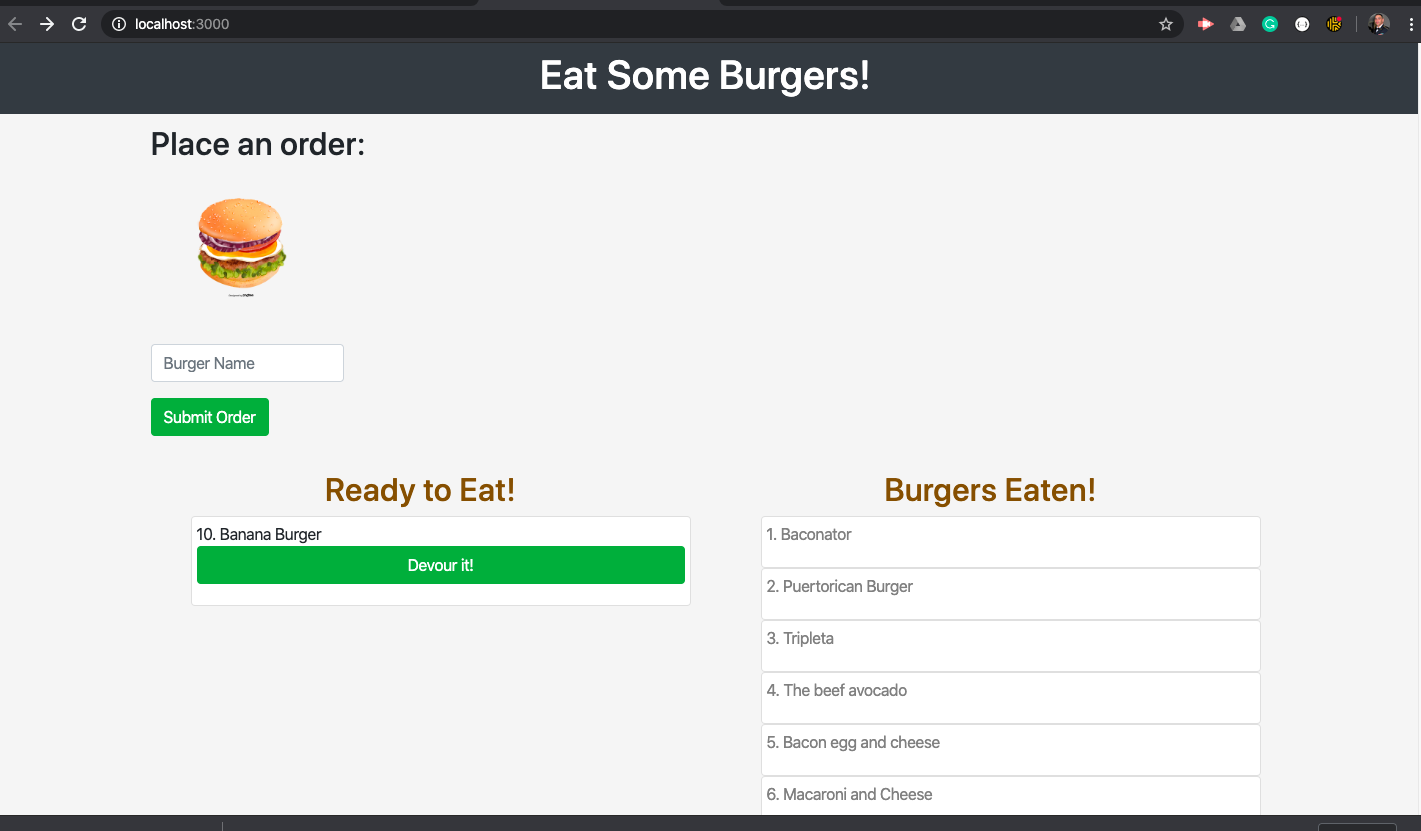 localhost:3000
Eat Some Burgers!
Place an order:
Burger Name
Submit Order
Ready to Eat!
10. Banana Burger
Devour it!
Burgers Eaten!
1. Baconator
2. Puertorican Burger
3. Tripleta
4. The beef avocado
5. Bacon egg and cheese
6. Macaroni and Cheese